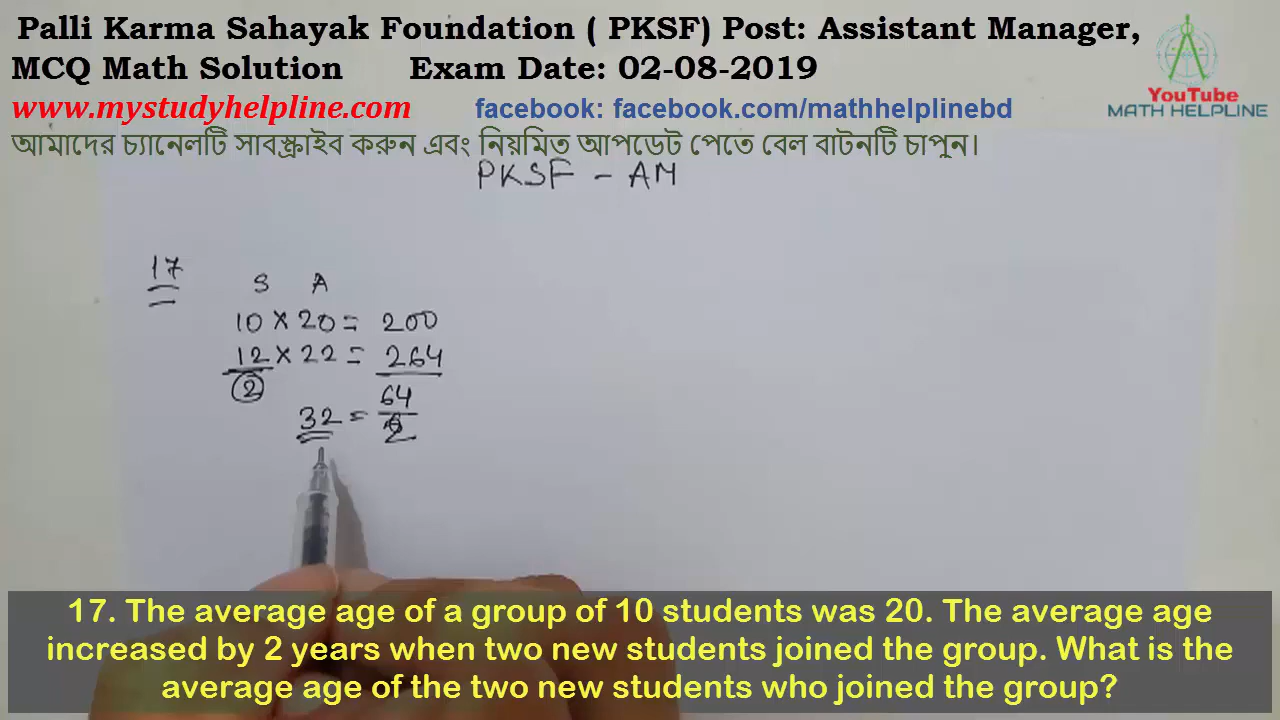 Palli Karma Sahayak Foundation ( PKSF) Post: Assistant Manager,
MCQ Math Solution Exam Date: 02-08-2019
www.mystudyhelpline.com facebook: facebook.com/mathhelplinebd
YouTube
MATH HELPLINE
আমাদের চ্যানেলটি সাবস্ক্রাইব করুন এবং নিয়মিত আপডেট পেতে বেল বাটনটি চাপুন।
PKSF - AM
17
S A
10 × 20 = 200
12 × 22 = 264
2
64
32 =
2
17. The average age of a group of 10 students was 20. The average age
increased by 2 years when two new students joined the group. What is the
average age of the two new students who joined the group?